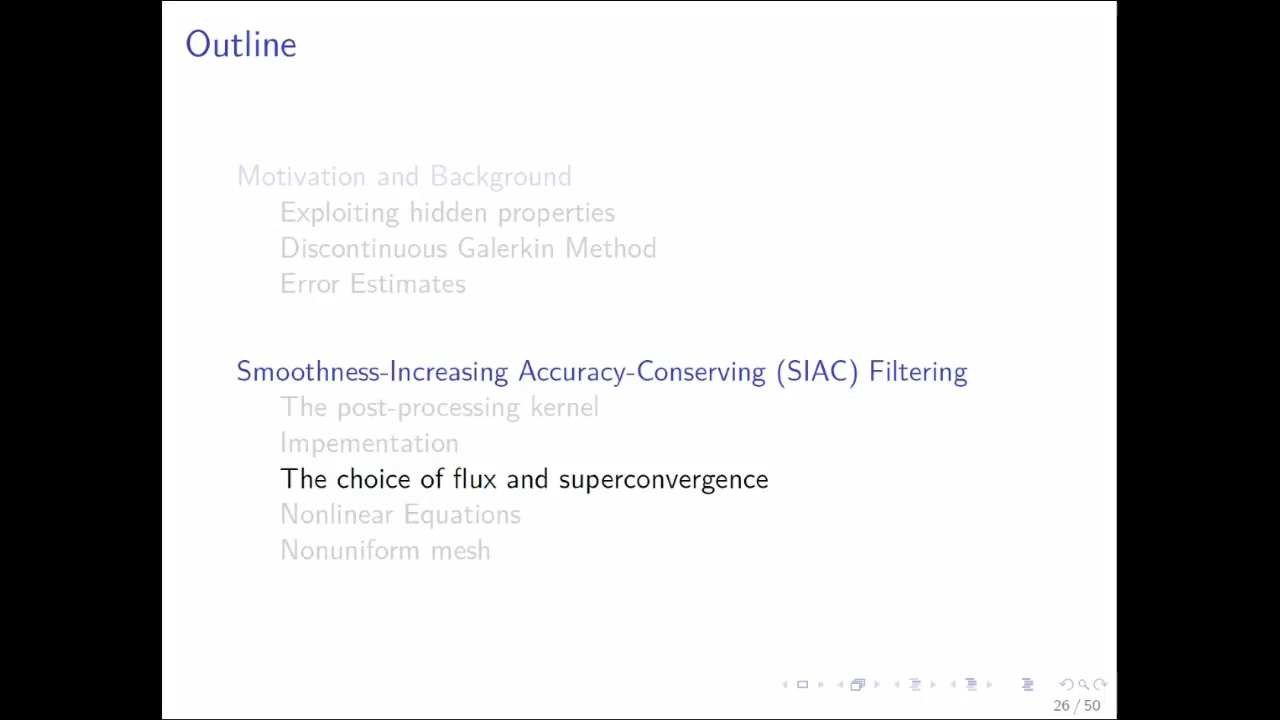 Outline
Motivation and Background
Exploiting hidden properties
Discontinuous Galerkin Method
Error Estimates
Smoothness-Increasing Accuracy-Conserving (SIAC) Filtering
The post-processing kernel
Impementation
The choice of flux and superconvergence
Nonlinear Equations
Nonuniform mesh
26 / 50